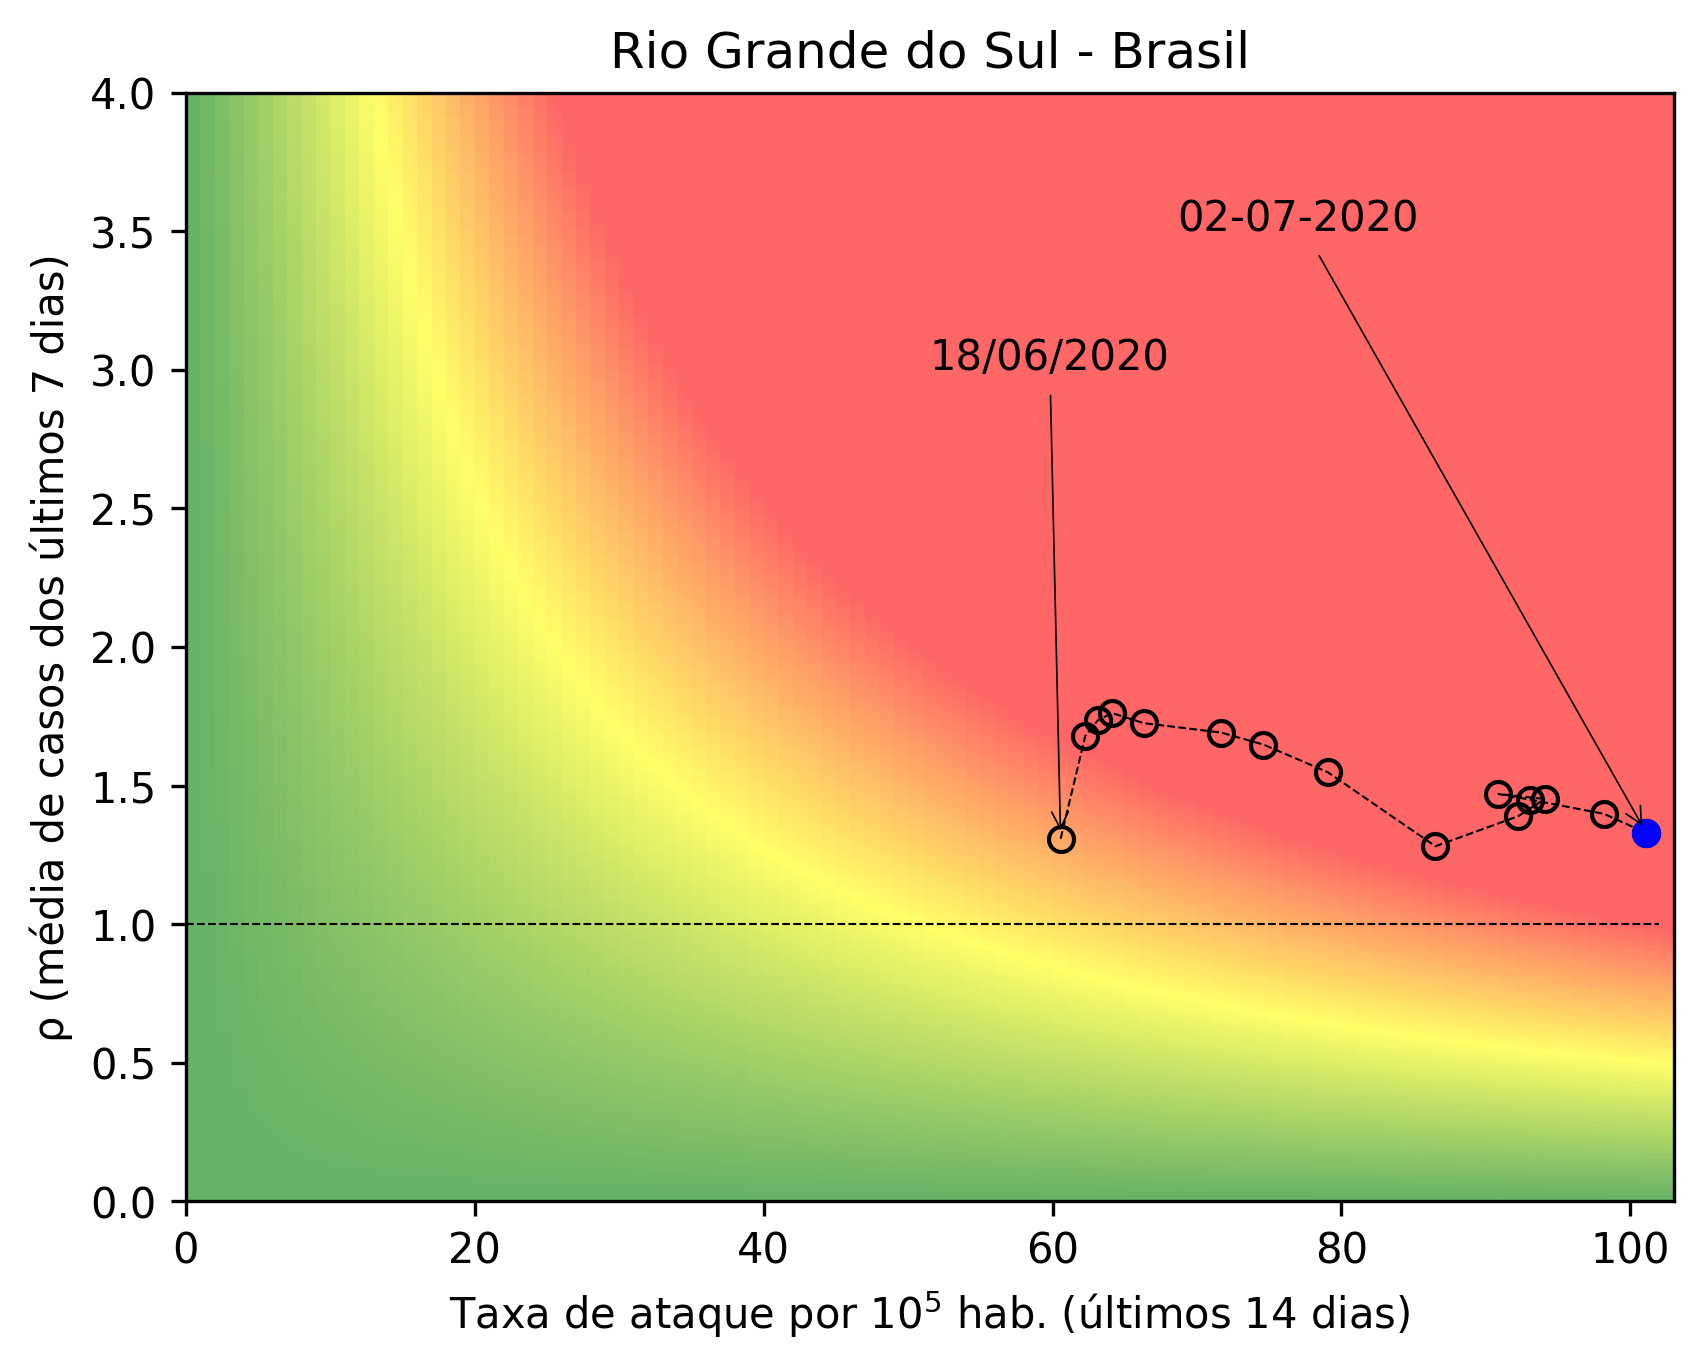 Rio Grande do Sul - Brasil
4.0
3.5
3.0
2.5
2.0
1.5
1.0
0.5
0.0
ρ (média de casos dos últimos 7 dias)
02-07-2020
18/06/2020
0 20 40 60 80 100
Taxa de ataque por 10⁵ hab. (últimos 14 dias)